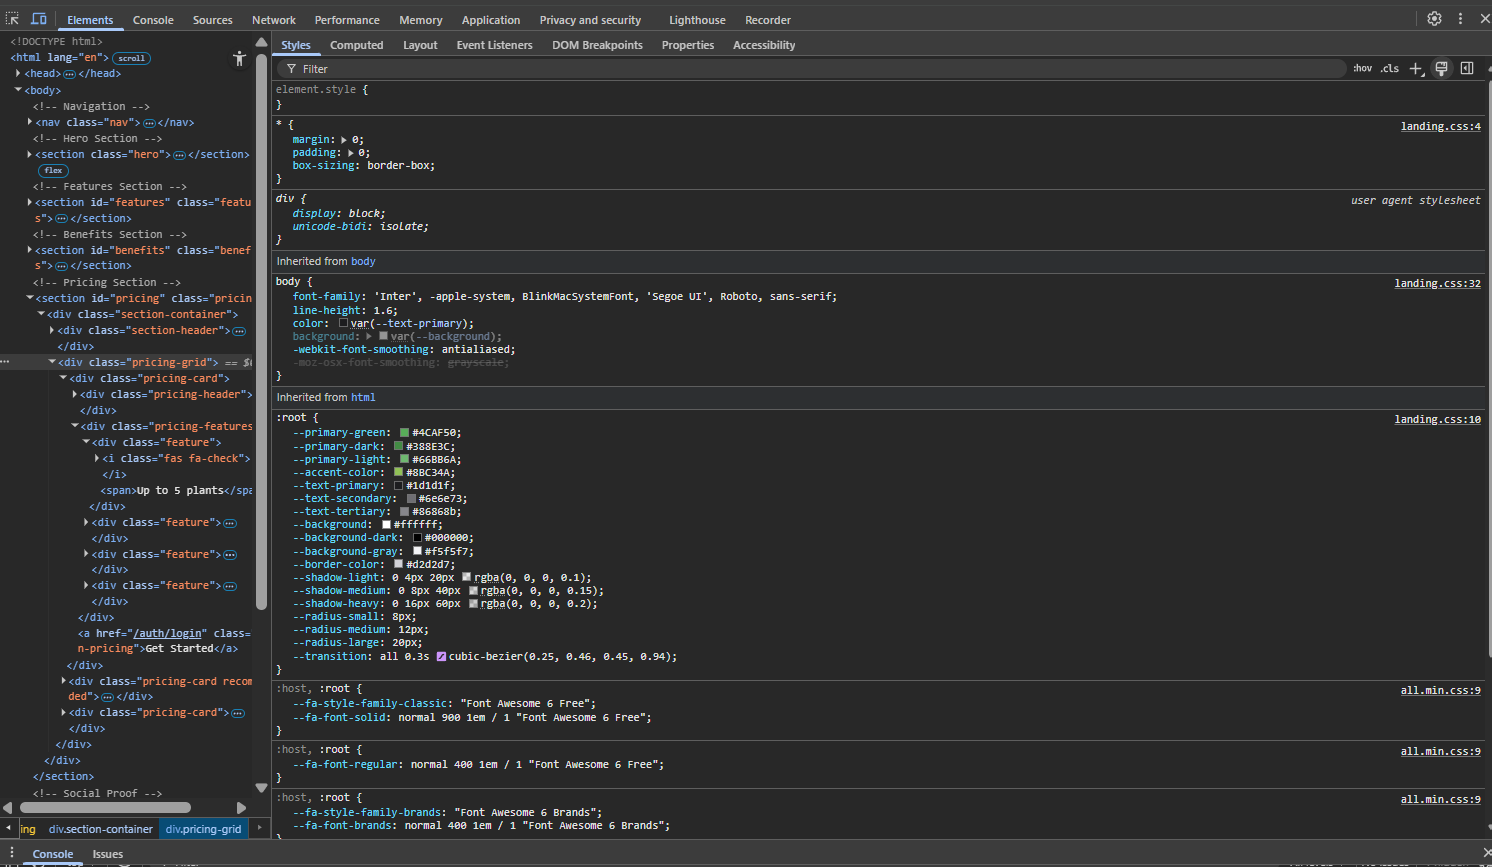 Elements Console Sources Network Performance Memory Application Privacy and security Lighthouse Recorder
<!DOCTYPE html>
<html lang="en"> scroll
<head> </head>
<body>
<!-- Navigation -->
<nav class="nav"> </nav>
<!-- Hero Section -->
<section class="hero"> </section>
flex
<!-- Features Section -->
<section id="features" class="featu
s"> </section>
<!-- Benefits Section -->
<section id="benefits" class="benef
s"> </section>
<!-- Pricing Section -->
<section id="pricing" class="pricin
<div class="section-container">
<div class="section-header">
</div>
<div class="pricing-grid"> == $
<div class="pricing-card">
<div class="pricing-header">
</div>
<div class="pricing-features
<div class="feature">
<i class="fas fa-check">
</i>
<span>Up to 5 plants</spa
</div>
<div class="feature">
</div>
<div class="feature">
</div>
<div class="feature">
</div>
</div>
<a href="/auth/login" class=
n-pricing">Get Started</a>
</div>
<div class="pricing-card recom
ded"> </div>
<div class="pricing-card">
</div>
</div>
</div>
</section>
<!-- Social Proof -->
ing div.section-container div.pricing-grid
Styles Computed Layout Event Listeners DOM Breakpoints Properties Accessibility
Filter :hov .cls
element.style {
}
* { landing.css:4
margin: 0;
padding: 0;
box-sizing: border-box;
}
div { user agent stylesheet
display: block;
unicode-bidi: isolate;
}
Inherited from body
body { landing.css:32
font-family: 'Inter', -apple-system, BlinkMacSystemFont, 'Segoe UI', Roboto, sans-serif;
line-height: 1.6;
color: var(--text-primary);
background: var(--background);
-webkit-font-smoothing: antialiased;
-moz-osx-font-smoothing: grayscale;
}
Inherited from html
:root { landing.css:10
--primary-green: #4CAF50;
--primary-dark: #388E3C;
--primary-light: #66BB6A;
--accent-color: #8BC34A;
--text-primary: #1d1d1f;
--text-secondary: #6e6e73;
--text-tertiary: #86868b;
--background: #ffffff;
--background-dark: #000000;
--background-gray: #f5f5f7;
--border-color: #d2d2d7;
--shadow-light: 0 4px 20px rgba(0, 0, 0, 0.1);
--shadow-medium: 0 8px 40px rgba(0, 0, 0, 0.15);
--shadow-heavy: 0 16px 60px rgba(0, 0, 0, 0.2);
--radius-small: 8px;
--radius-medium: 12px;
--radius-large: 20px;
--transition: all 0.3s cubic-bezier(0.25, 0.46, 0.45, 0.94);
}
:host, :root { all.min.css:9
--fa-style-family-classic: "Font Awesome 6 Free";
--fa-font-solid: normal 900 1em / 1 "Font Awesome 6 Free";
}
:host, :root { all.min.css:9
--fa-font-regular: normal 400 1em / 1 "Font Awesome 6 Free";
}
:host, :root { all.min.css:9
--fa-style-family-brands: "Font Awesome 6 Brands";
--fa-font-brands: normal 400 1em / 1 "Font Awesome 6 Brands";
}
Console Issues